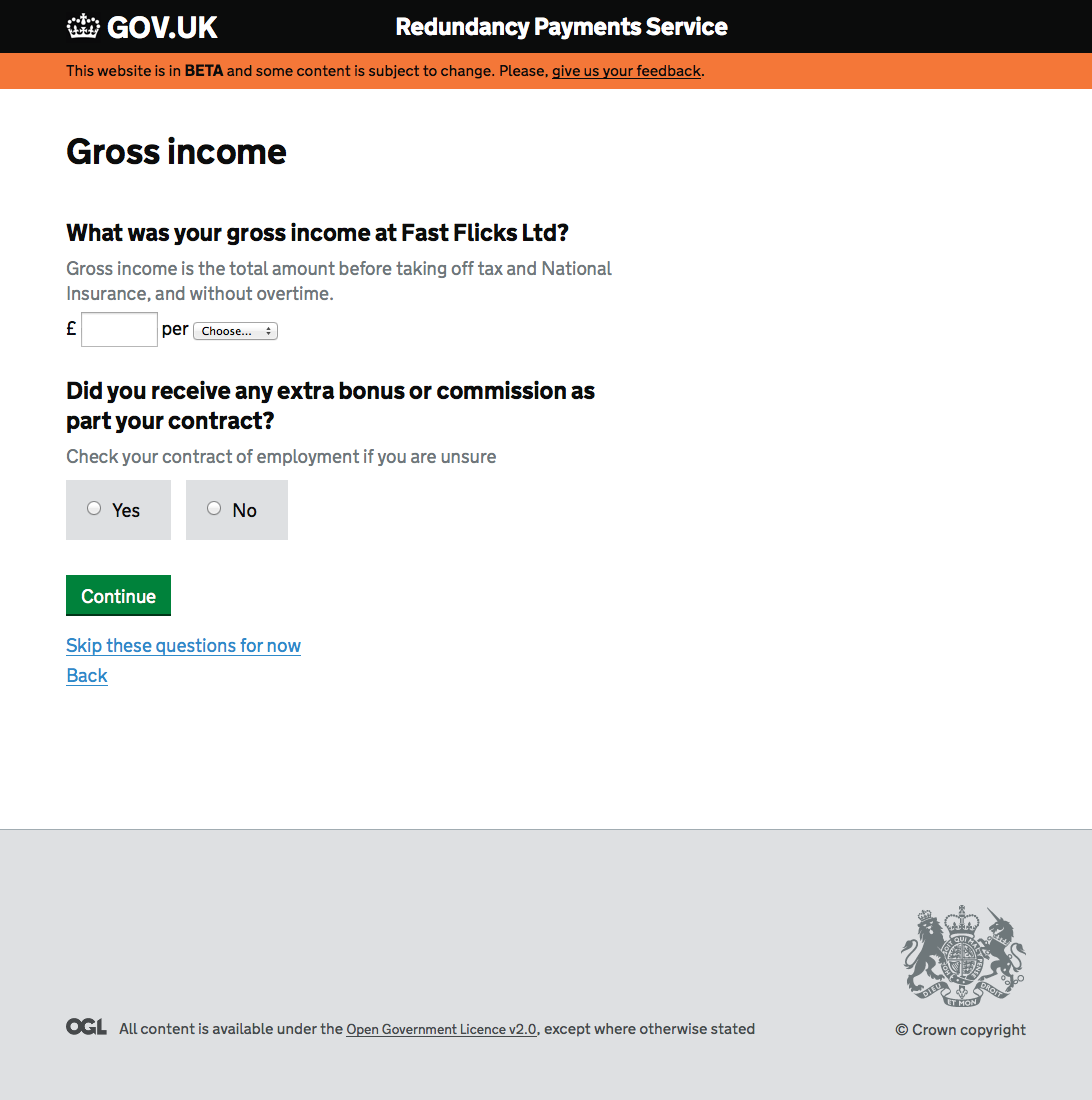 GOV.UK
Redundancy Payments Service
This website is in BETA and some content is subject to change. Please, give us your feedback.
Gross income
What was your gross income at Fast Flicks Ltd?
Gross income is the total amount before taking off tax and National
Insurance, and without overtime.
£ per Choose...
Did you receive any extra bonus or commission as
part your contract?
Check your contract of employment if you are unsure
Yes No
Continue
Skip these questions for now
Back
DIEU ET MON DROIT
OGL All content is available under the Open Government Licence v2.0, except where otherwise stated
© Crown copyright